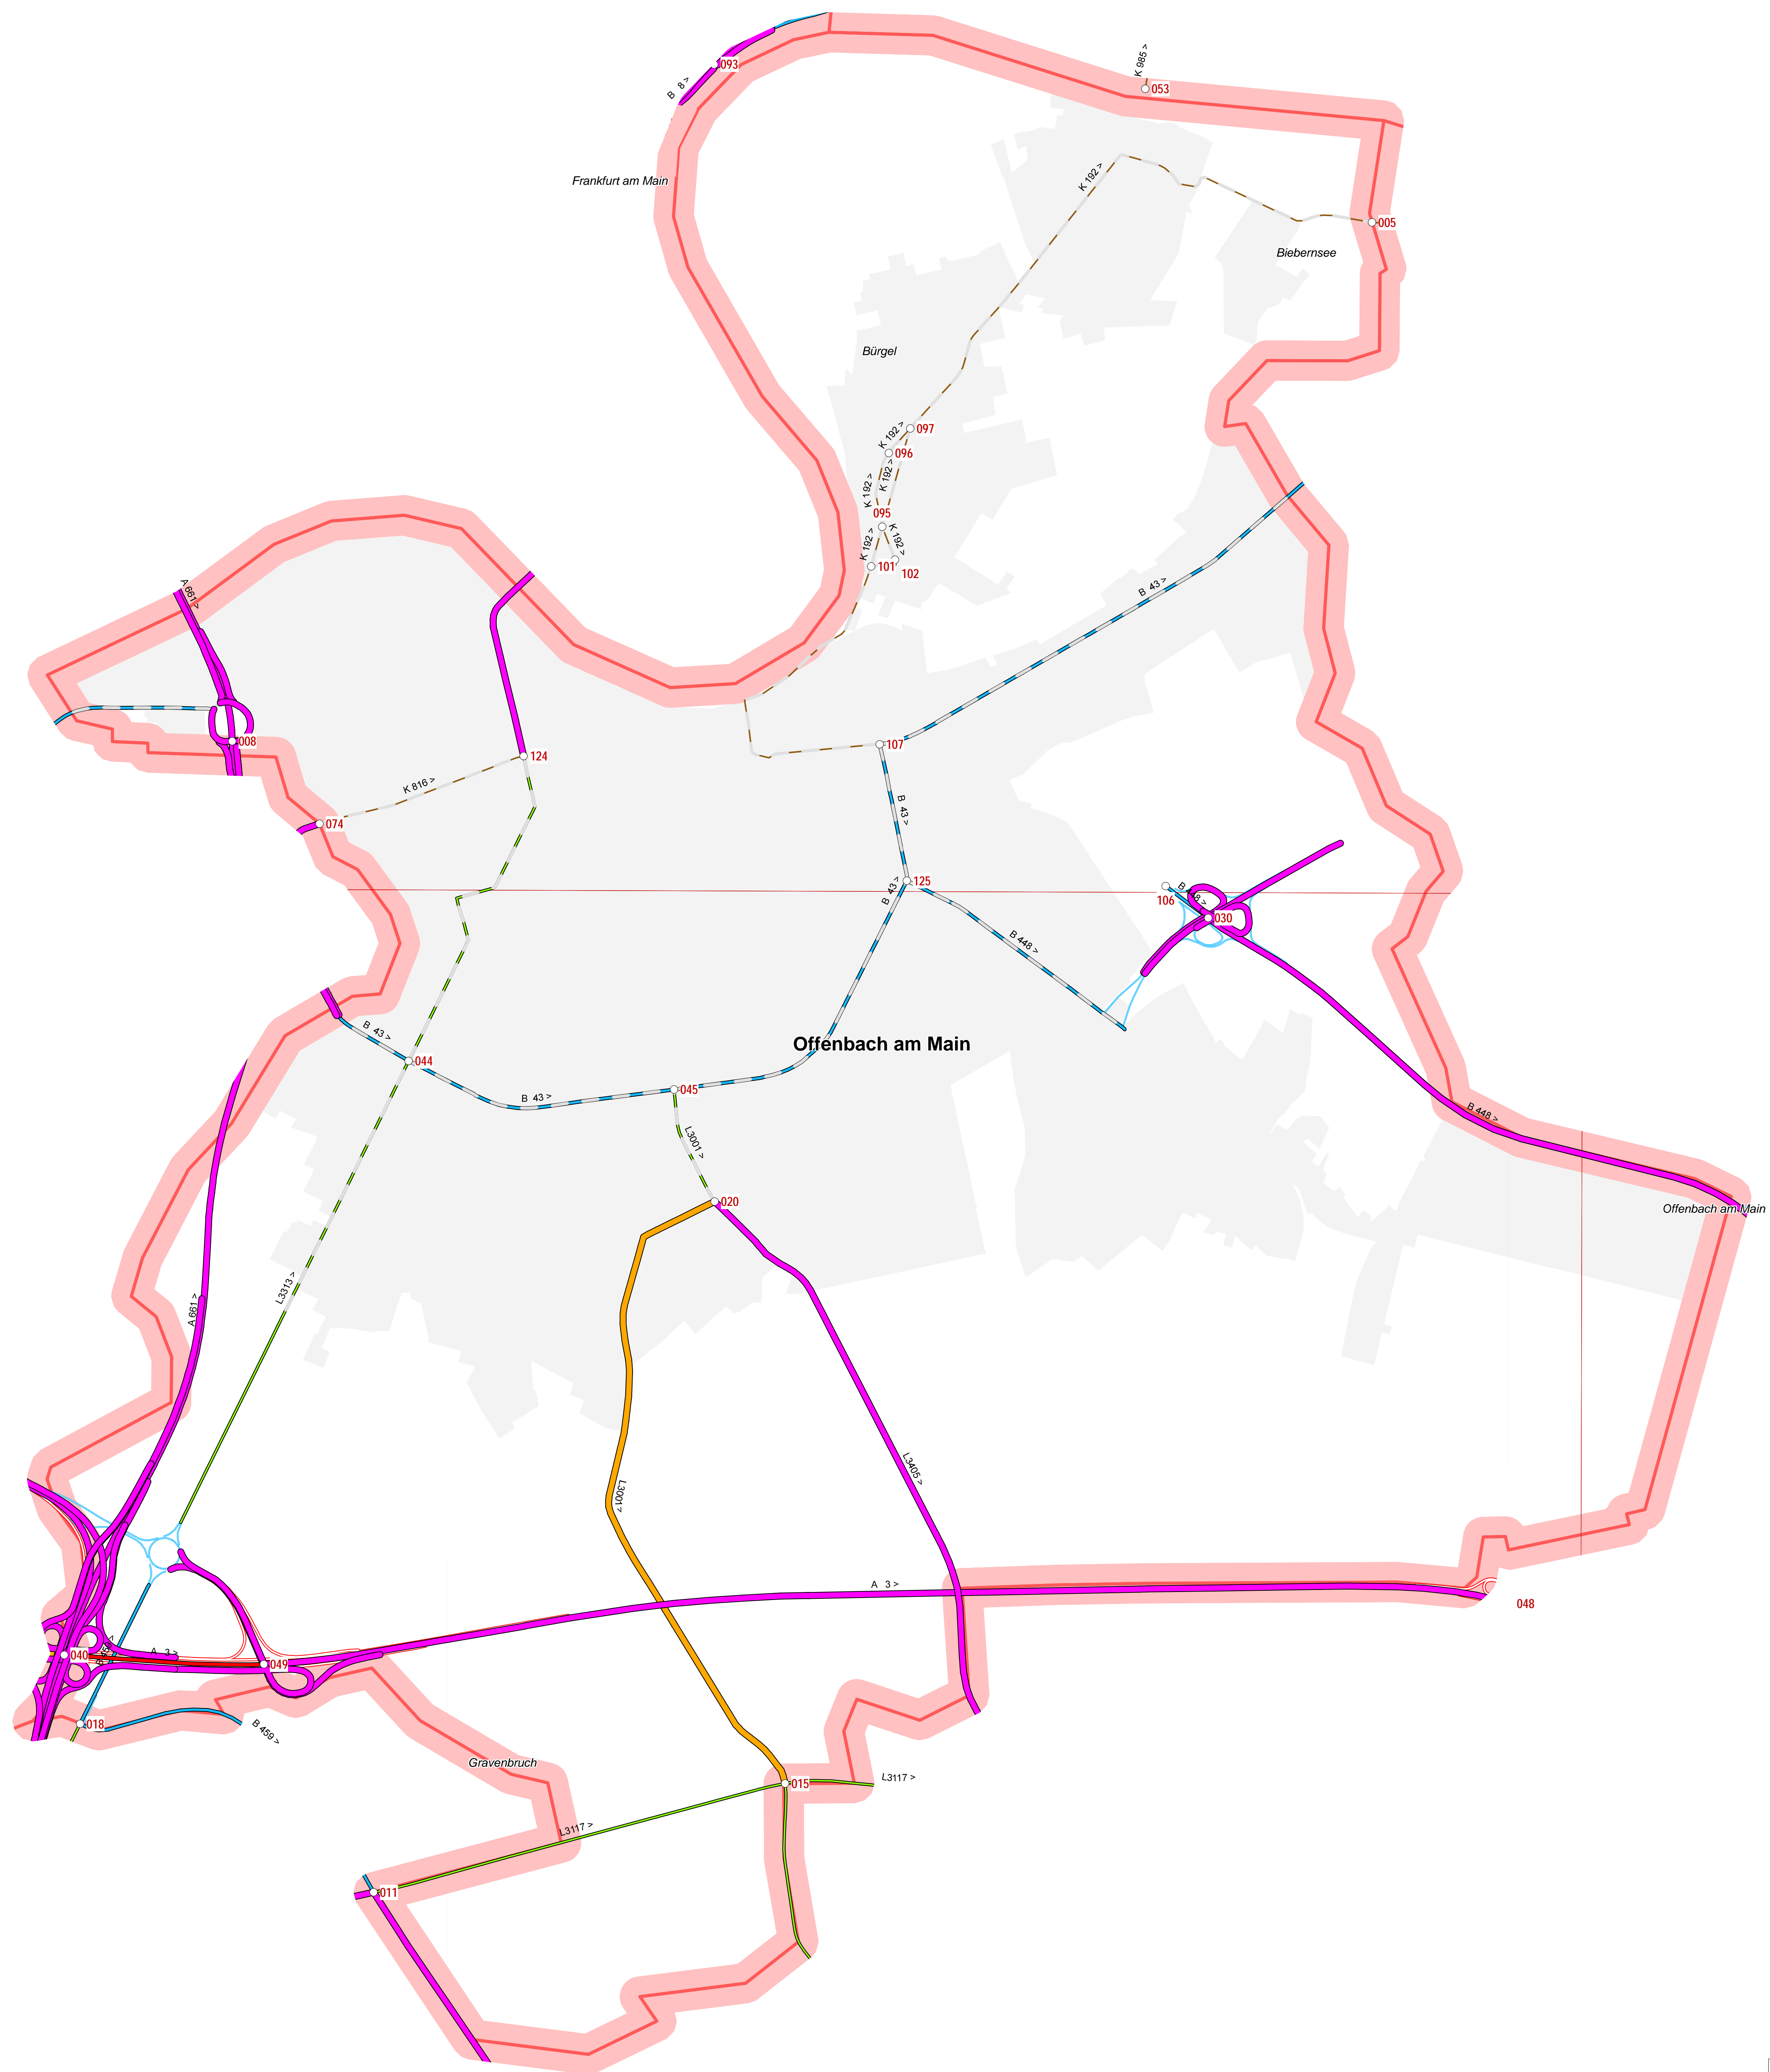 093
B 8 >
K 985 >
053
Frankfurt am Main
K 192 >
005
Biebernsee
Bürgel
097
K 192 >
096
K 192 >
K 192 >
095
K 192 >
K 192 >
101
102
A 661 >
B 43 >
008
107
124
K 816 >
074
B 43 >
125
B 43 >
106
030
B 448 >
B 43 >
044
Offenbach am Main
B 43 >
045
L3001 >
B 448 >
020
Offenbach am Main
L3313 >
A 661 >
L3405 >
L3001 >
A 3 >
048
040
A 3 >
049
018
B 459 >
Gravenbruch
015
L3117 >
L3117 >
011